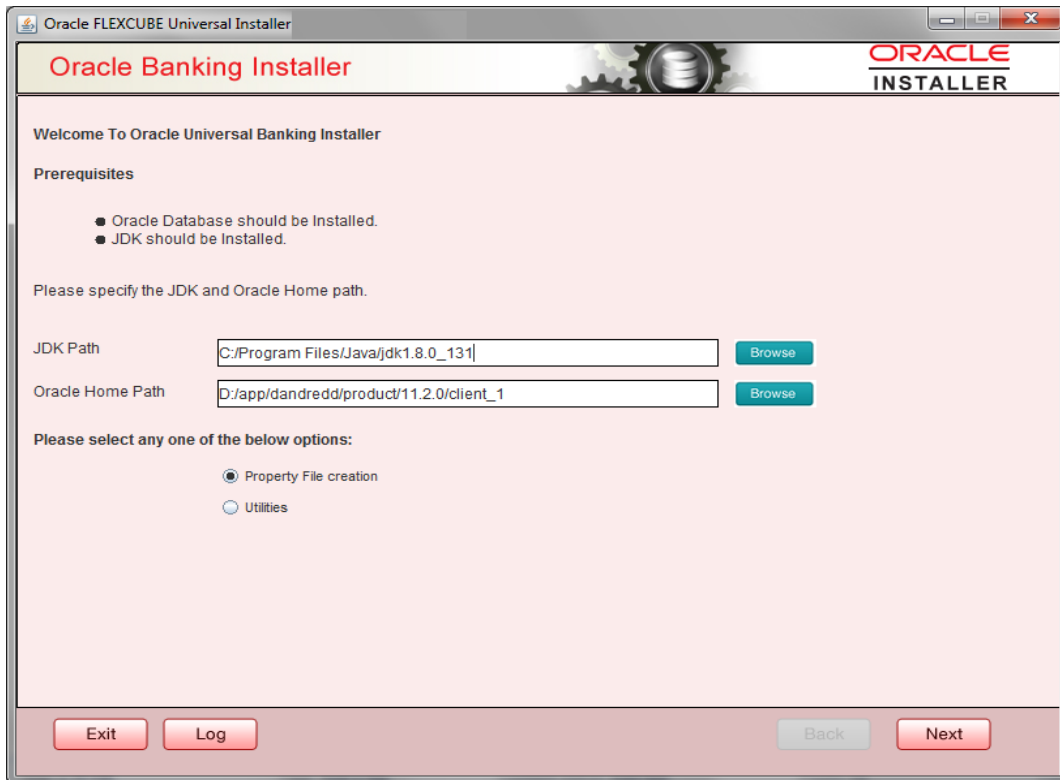 Oracle FLEXCUBE Universal Installer
Oracle Banking Installer
ORACLE
INSTALLER
Welcome To Oracle Universal Banking Installer
Prerequisites
Oracle Database should be Installed.
JDK should be Installed.
Please specify the JDK and Oracle Home path.
JDK Path C:/Program Files/Java/jdk1.8.0_131 Browse
Oracle Home Path D:/app/dandredd/product/11.2.0/client_1 Browse
Please select any one of the below options:
Property File creation
Utilities
Exit Log Back Next